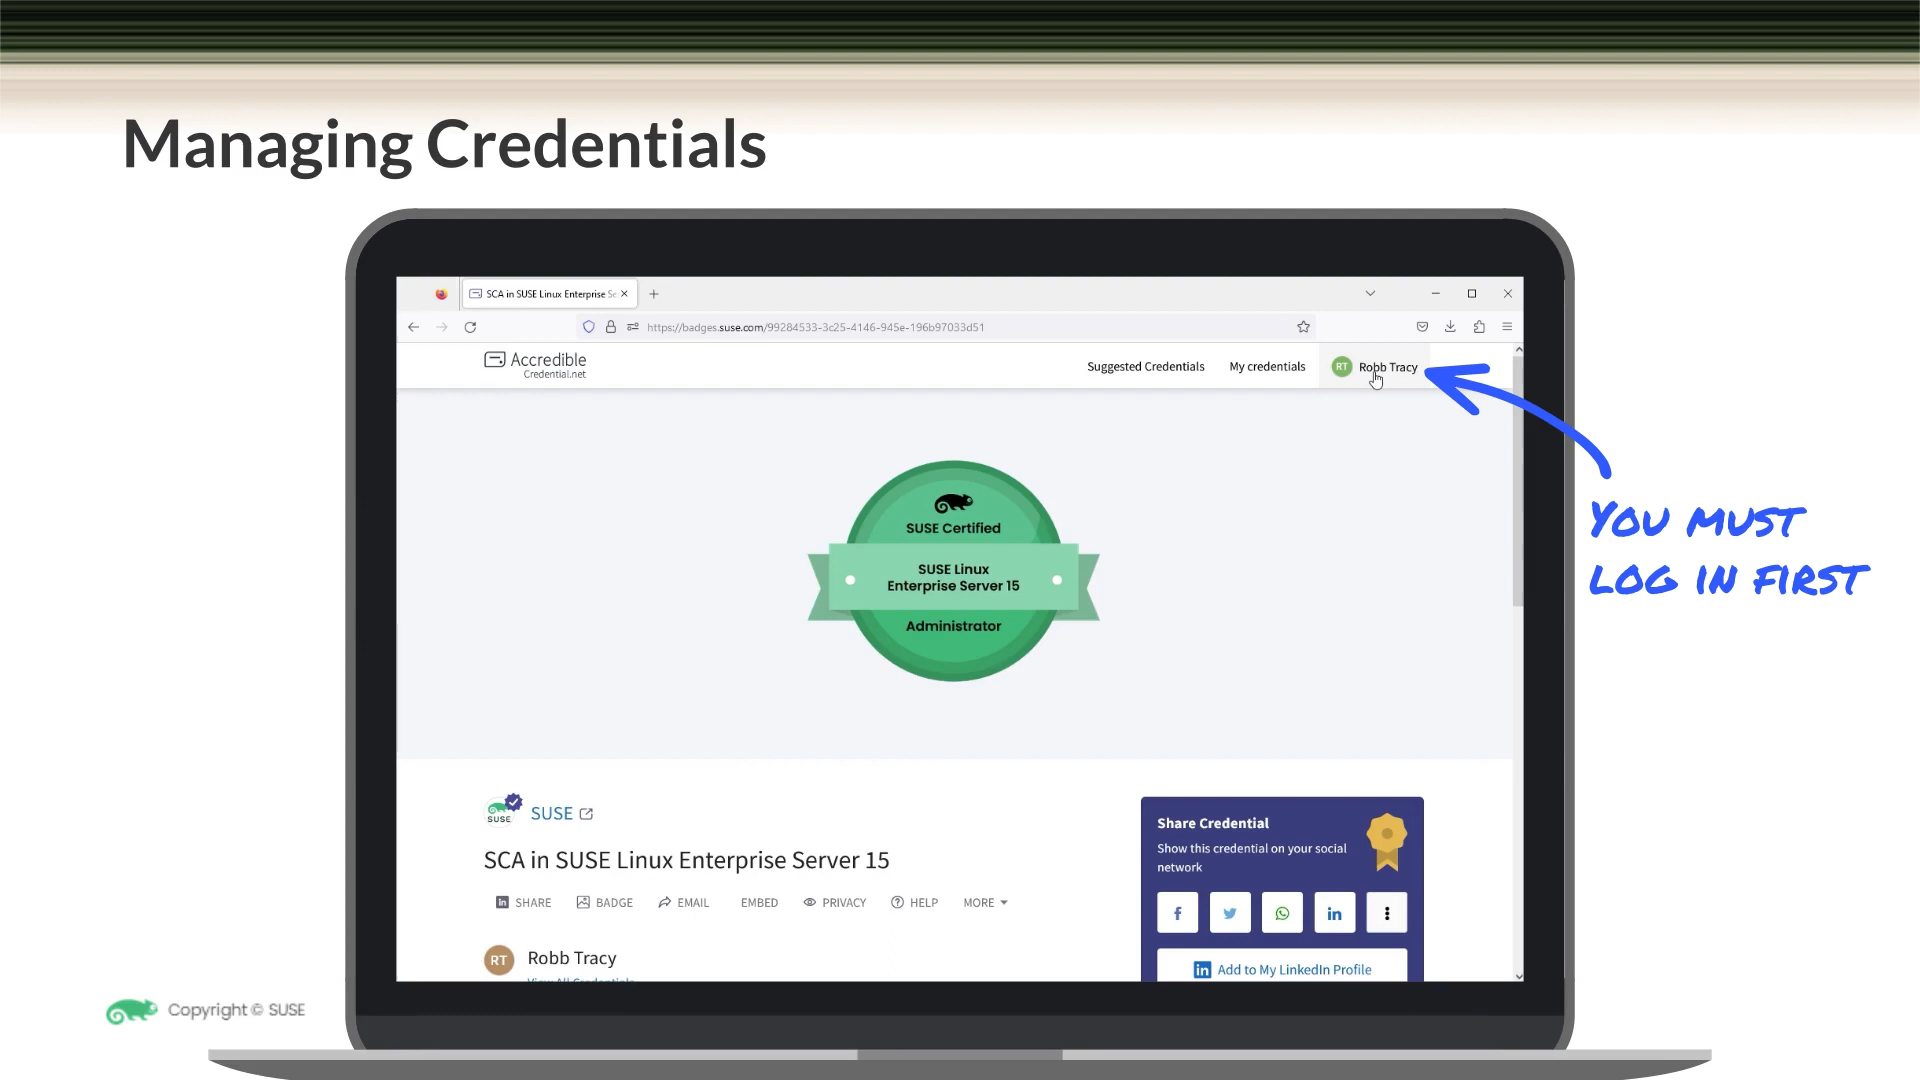 Managing Credentials
SCA in SUSE Linux Enterprise Se
https://badges.suse.com/99284533-3c25-4146-945e-196b97033d51
Accredible
Credential.net
Suggested Credentials
My credentials
RT
Robb Tracy
YOU MUST
LOG IN FIRST
SUSE Certified
SUSE Linux
Enterprise Server 15
Administrator
SUSE
SUSE
SCA in SUSE Linux Enterprise Server 15
SHARE
BADGE
EMAIL
EMBED
PRIVACY
HELP
MORE
RT
Robb Tracy
View All Credentials
Share Credential
Show this credential on your social
network
Add to My LinkedIn Profile
Copyright © SUSE